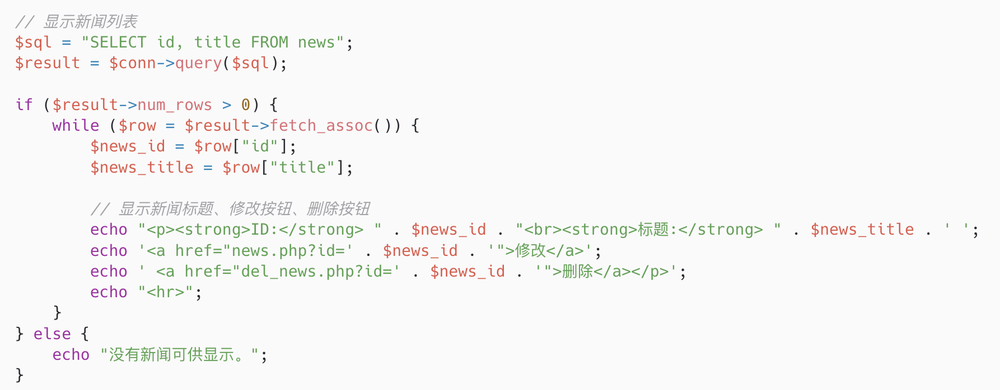 // 显示新闻列表
$sql = "SELECT id, title FROM news";
$result = $conn->query($sql);

if ($result->num_rows > 0) {
    while ($row = $result->fetch_assoc()) {
        $news_id = $row["id"];
        $news_title = $row["title"];

        // 显示新闻标题、修改按钮、删除按钮
        echo "<p><strong>ID:</strong> " . $news_id . "<br><strong>标题:</strong> " . $news_title . ' ';
        echo '<a href="news.php?id=' . $news_id . '">修改</a>';
        echo ' <a href="del_news.php?id=' . $news_id . '">删除</a></p>';
        echo "<hr>";
    }
} else {
    echo "没有新闻可供显示。";
}